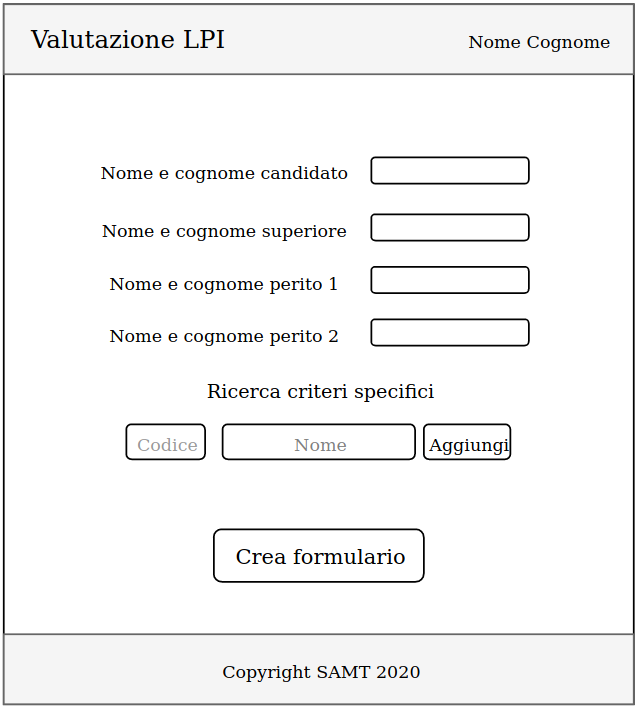 Valutazione LPI
Nome Cognome
Nome e cognome candidato
Nome e cognome superiore
Nome e cognome perito 1
Nome e cognome perito 2
Ricerca criteri specifici
Codice Nome Aggiungi
Crea formulario
Copyright SAMT 2020